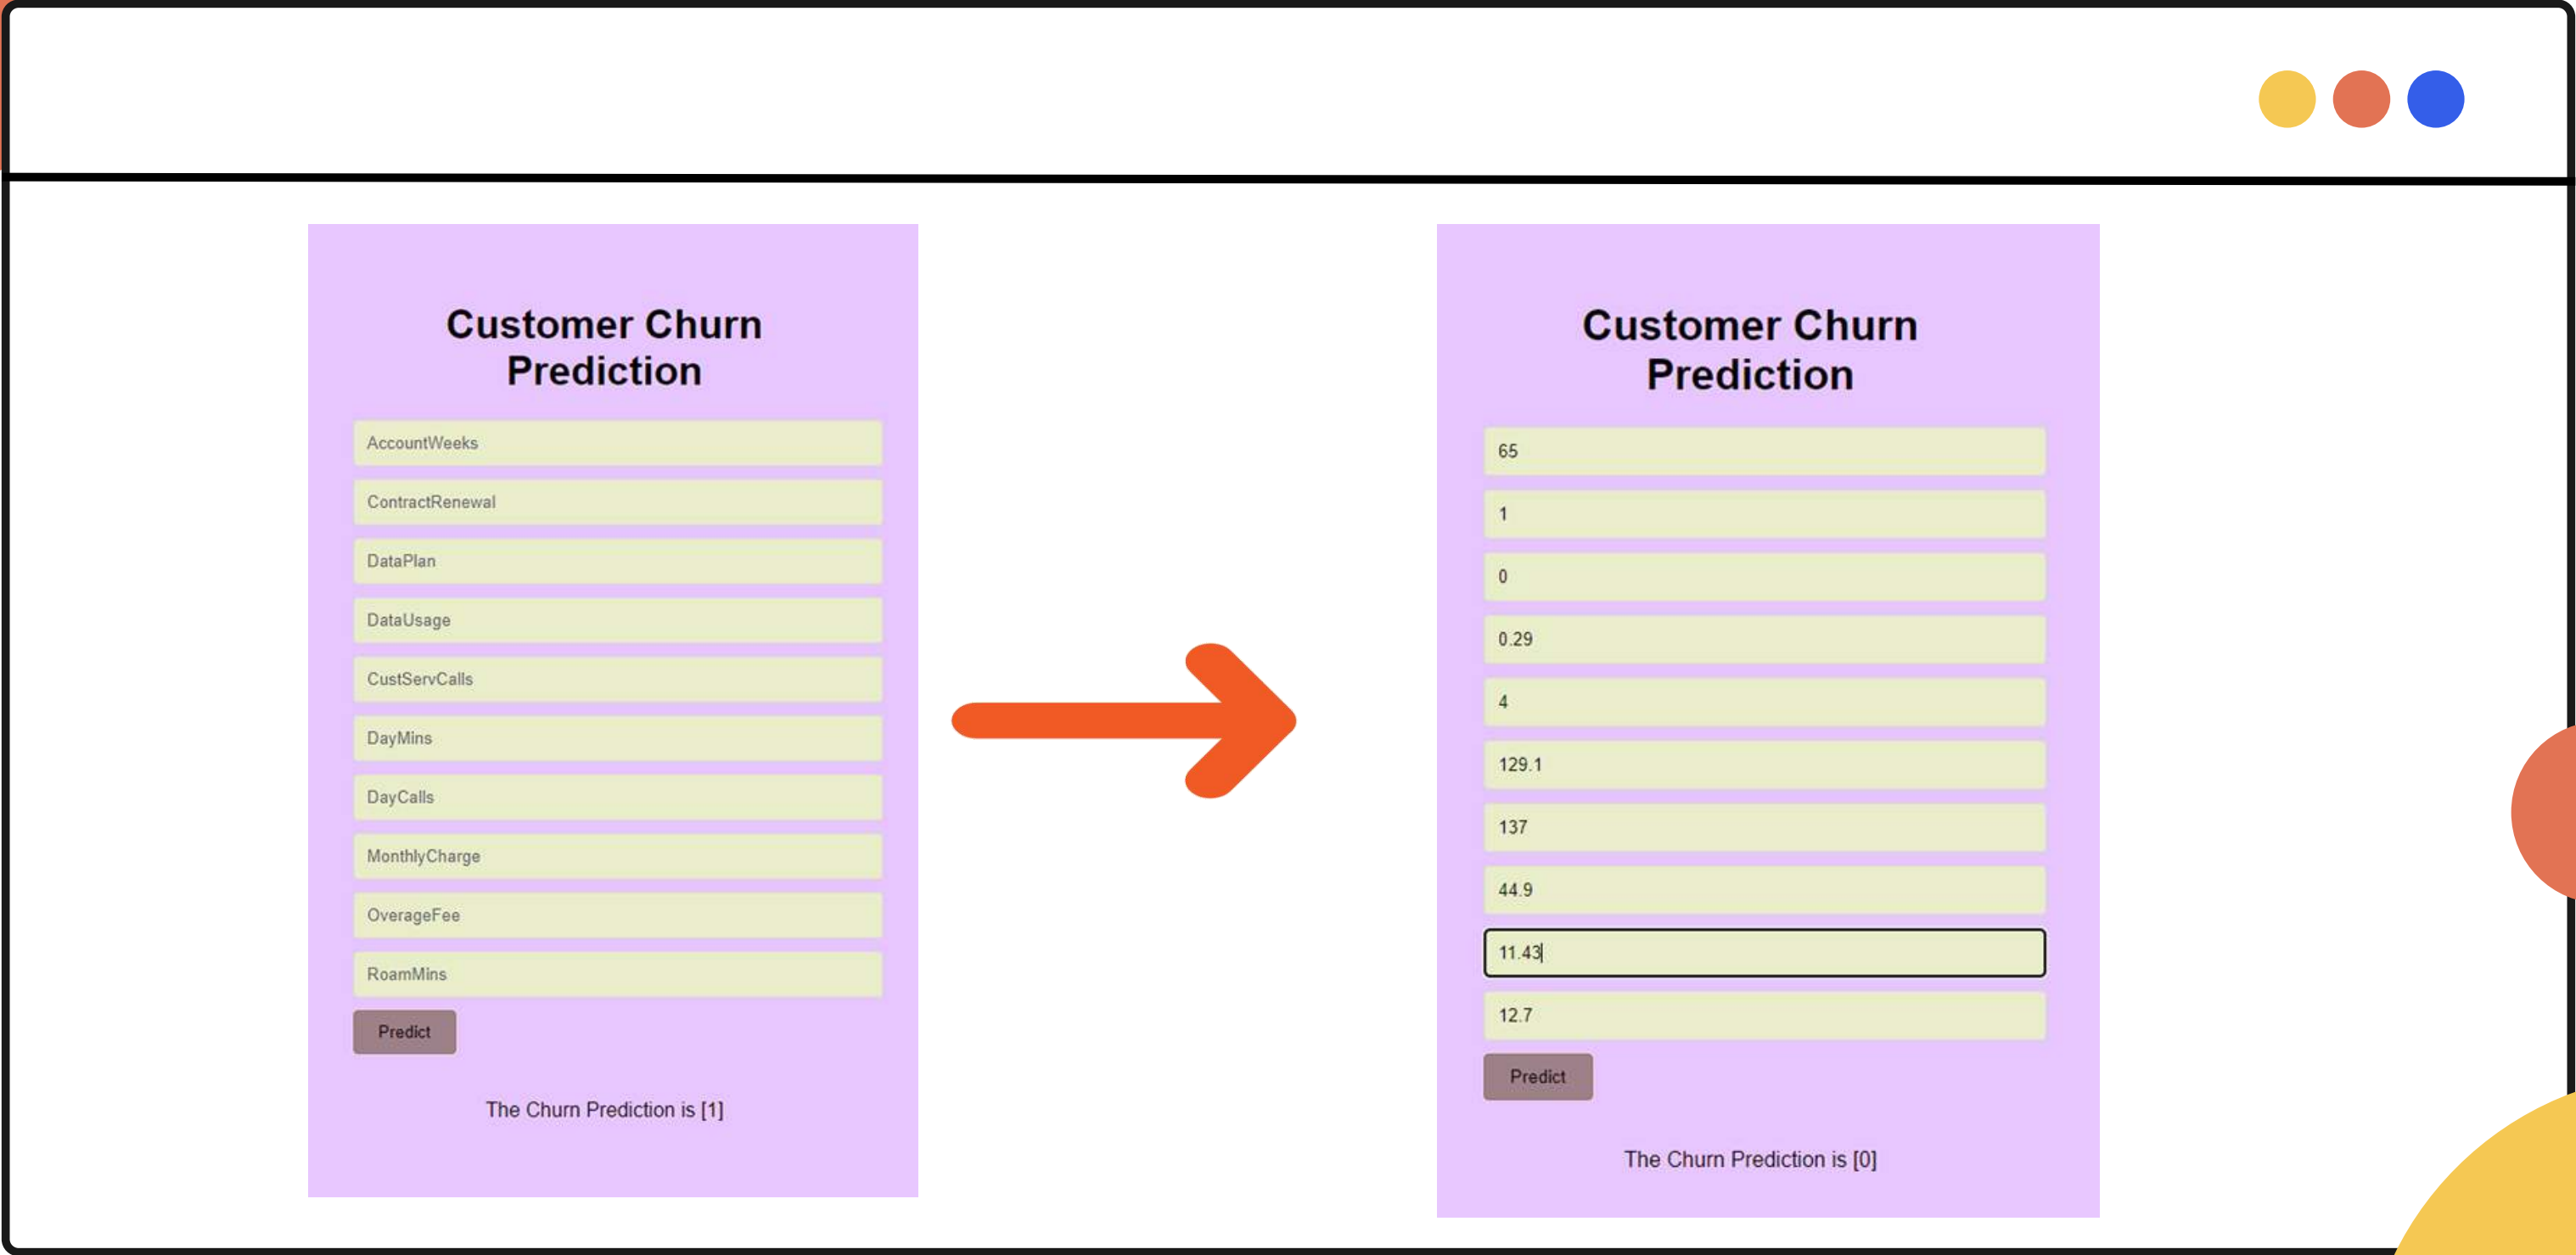 Customer Churn
Prediction
AccountWeeks
ContractRenewal
DataPlan
DataUsage
CustServCalls
DayMins
DayCalls
MonthlyCharge
OverageFee
RoamMins
Predict
The Churn Prediction is [1]
Customer Churn
Prediction
65
1
0
0.29
4
129.1
137
44.9
11.43
12.7
Predict
The Churn Prediction is [0]